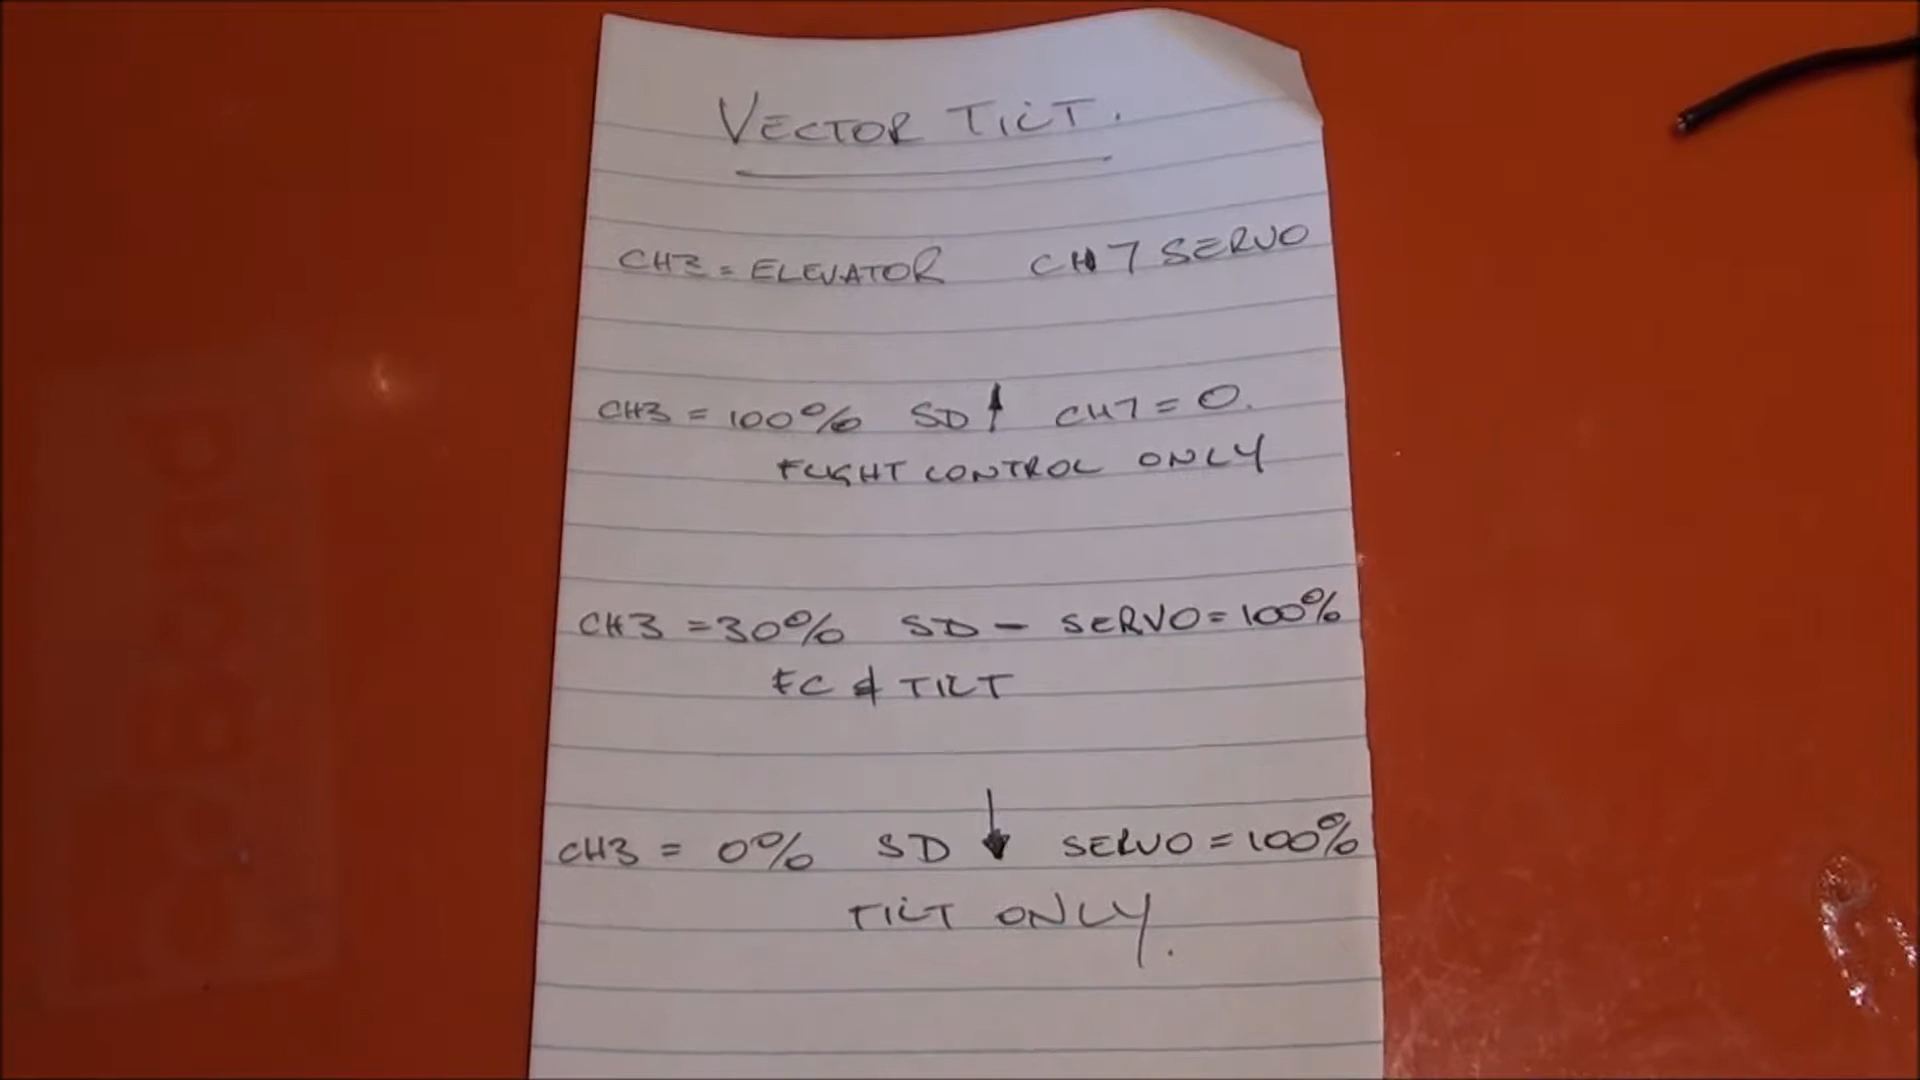 VECTOR TILT.
CH3 = ELEVATOR CH7 SERVO
CH3 = 100% SD ↑ CH7 = 0.
FLIGHT CONTROL ONLY
CH3 = 30% SD - SERVO = 100%
FC & TILT
CH3 = 0% SD ↓ SERVO = 100%
TILT ONLY.